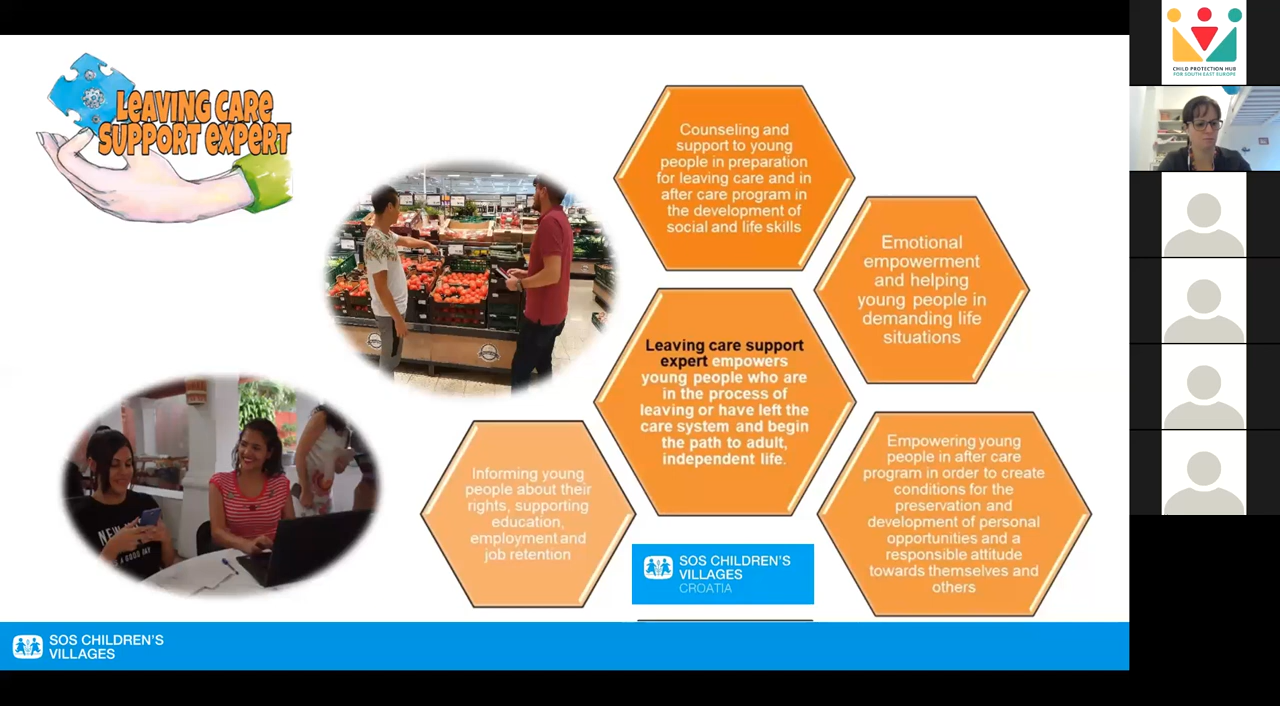 LEAVING CARE
SUPPORT EXPERT
Counseling and
support to young
people in preparation
for leaving care and in
after care program in
the development of
social and life skills
Emotional
empowerment
and helping
young people in
demanding life
situations
Leaving care support
expert empowers
young people who are
in the process of
leaving or have left the
care system and begin
the path to adult,
independent life.
Informing young
people about their
rights, supporting
education,
employment and
job retention
Empowering young
people in after care
program in order to create
conditions for the
preservation and
development of personal
opportunities and a
responsible attitude
towards themselves and
others
SOS CHILDREN'S
VILLAGES
CROATIA
SOS CHILDREN'S
VILLAGES
CHILD PROTECTION HUB
FOR SOUTH EAST EUROPE